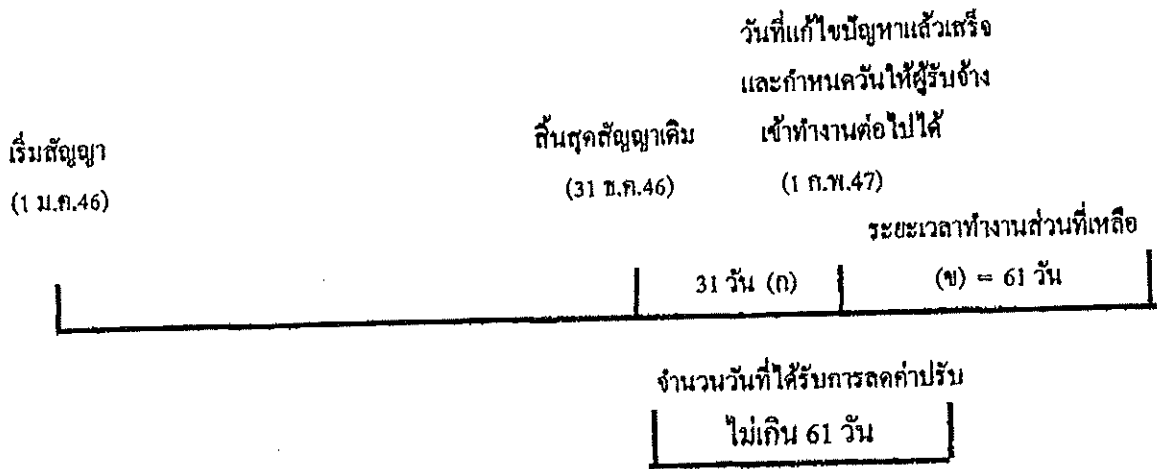 วันที่แก้ไขปัญหาแล้วเสร็จ
และกำหนดวันให้ผู้รับจ้าง
เริ่มสัญญา
สิ้นสุดสัญญาเดิม
เข้าทำงานต่อไปได้
(1 ม.ค.46)
(31 ธ.ค.46)
(1 ก.พ.47)
ระยะเวลาทำงานส่วนที่เหลือ
31 วัน (ก)
(ข) = 61 วัน
จำนวนวันที่ได้รับการลดค่าปรับ
ไม่เกิน 61 วัน